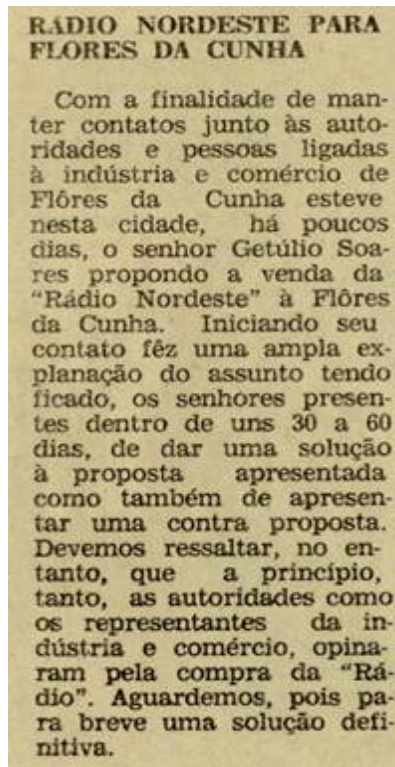 RÁDIO NORDESTE PARA
FLORES DA CUNHA
Com a finalidade de man-
ter contatos junto às auto-
ridades e pessoas ligadas
à indústria e comércio de
Flôres da Cunha esteve
nesta cidade, há poucos
dias, o senhor Getúlio Soa-
res propondo a venda da
"Rádio Nordeste" à Flôres
da Cunha. Iniciando seu
contato fêz uma ampla ex-
planação do assunto tendo
ficado, os senhores presen-
tes dentro de uns 30 a 60
dias, de dar uma solução
à proposta apresentada
como também de apresen-
tar uma contra proposta.
Devemos ressaltar, no en-
tanto, que a princípio,
tanto, as autoridades como
os representantes da in-
dústria e comércio, opina-
ram pela compra da "Rá-
dio". Aguardemos, pois pa-
ra breve uma solução defi-
nitiva.